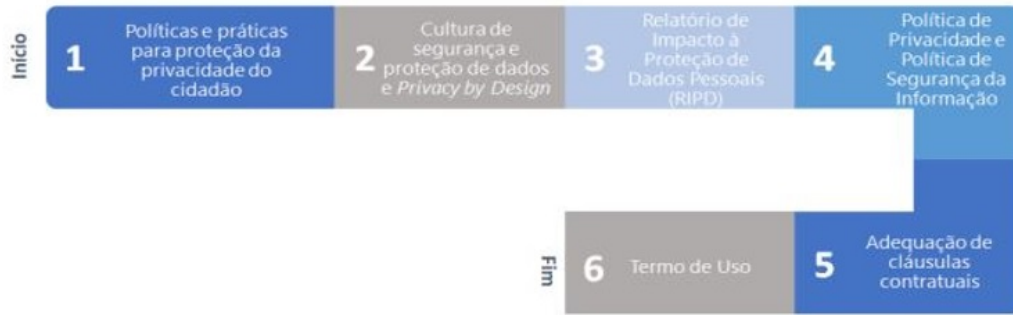 Início
1
Políticas e práticas
para proteção da
privacidade do
cidadão
2
Cultura de
segurança e
proteção de dados
e Privacy by Design
3
Relatório de
Impacto à
Proteção de
Dados Pessoais
(RIPD)
4
Política de
Privacidade e
Política de
Segurança da
Informação
5
Adequação de
cláusulas
contratuais
6
Termo de Uso
Fim